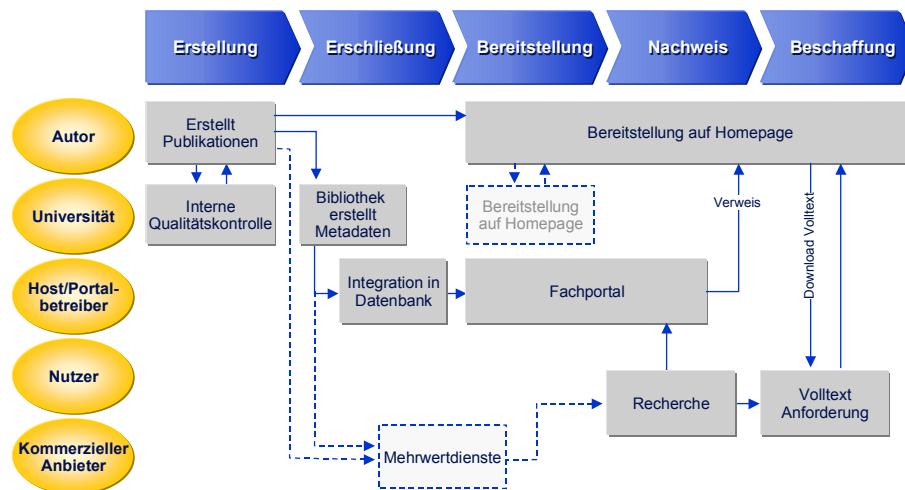 Erstellung
Erschließung
Bereitstellung
Nachweis
Beschaffung
Autor
Erstellt
Publikationen
Bereitstellung auf Homepage
Universität
Interne
Qualitätskontrolle
Bibliothek
erstellt
Metadaten
Bereitstellung
auf Homepage
Verweis
Download Volltext
Host/Portal-
betreiber
Integration in
Datenbank
Fachportal
Nutzer
Recherche
Volltext
Anforderung
Kommerzieller
Anbieter
Mehrwertdienste